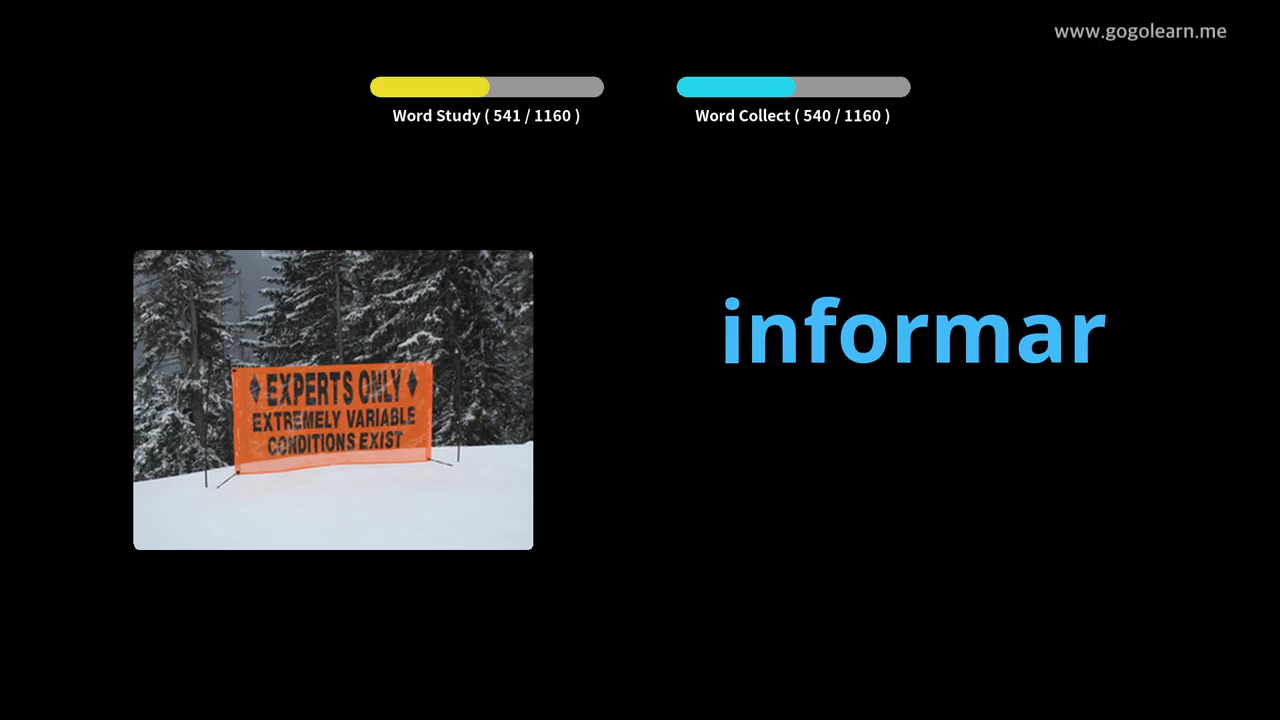 www.gogolearn.me
Word Study ( 541 / 1160 )
Word Collect ( 540 / 1160 )
EXPERTS ONLY
EXTREMELY VARIABLE
CONDITIONS EXIST
informar